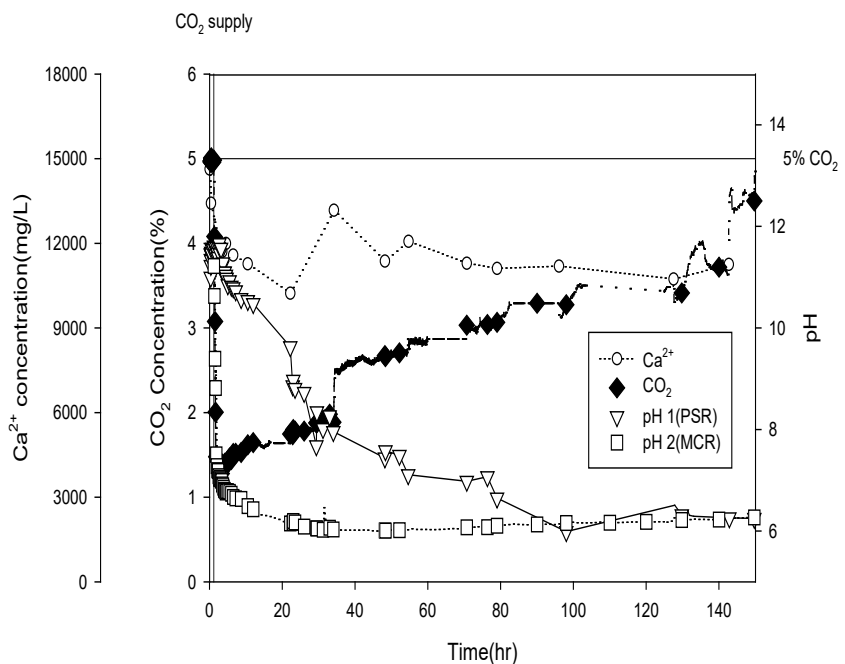 CO₂ supply
18000
15000
12000
9000
6000
3000
0
Ca²⁺ concentration(mg/L)
6
5
4
3
2
1
0
CO₂ Concentration(%)
14
12
10
8
6
pH
5% CO₂
Ca²⁺
CO₂
pH 1(PSR)
pH 2(MCR)
0
20
40
60
80
100
120
140
Time(hr)